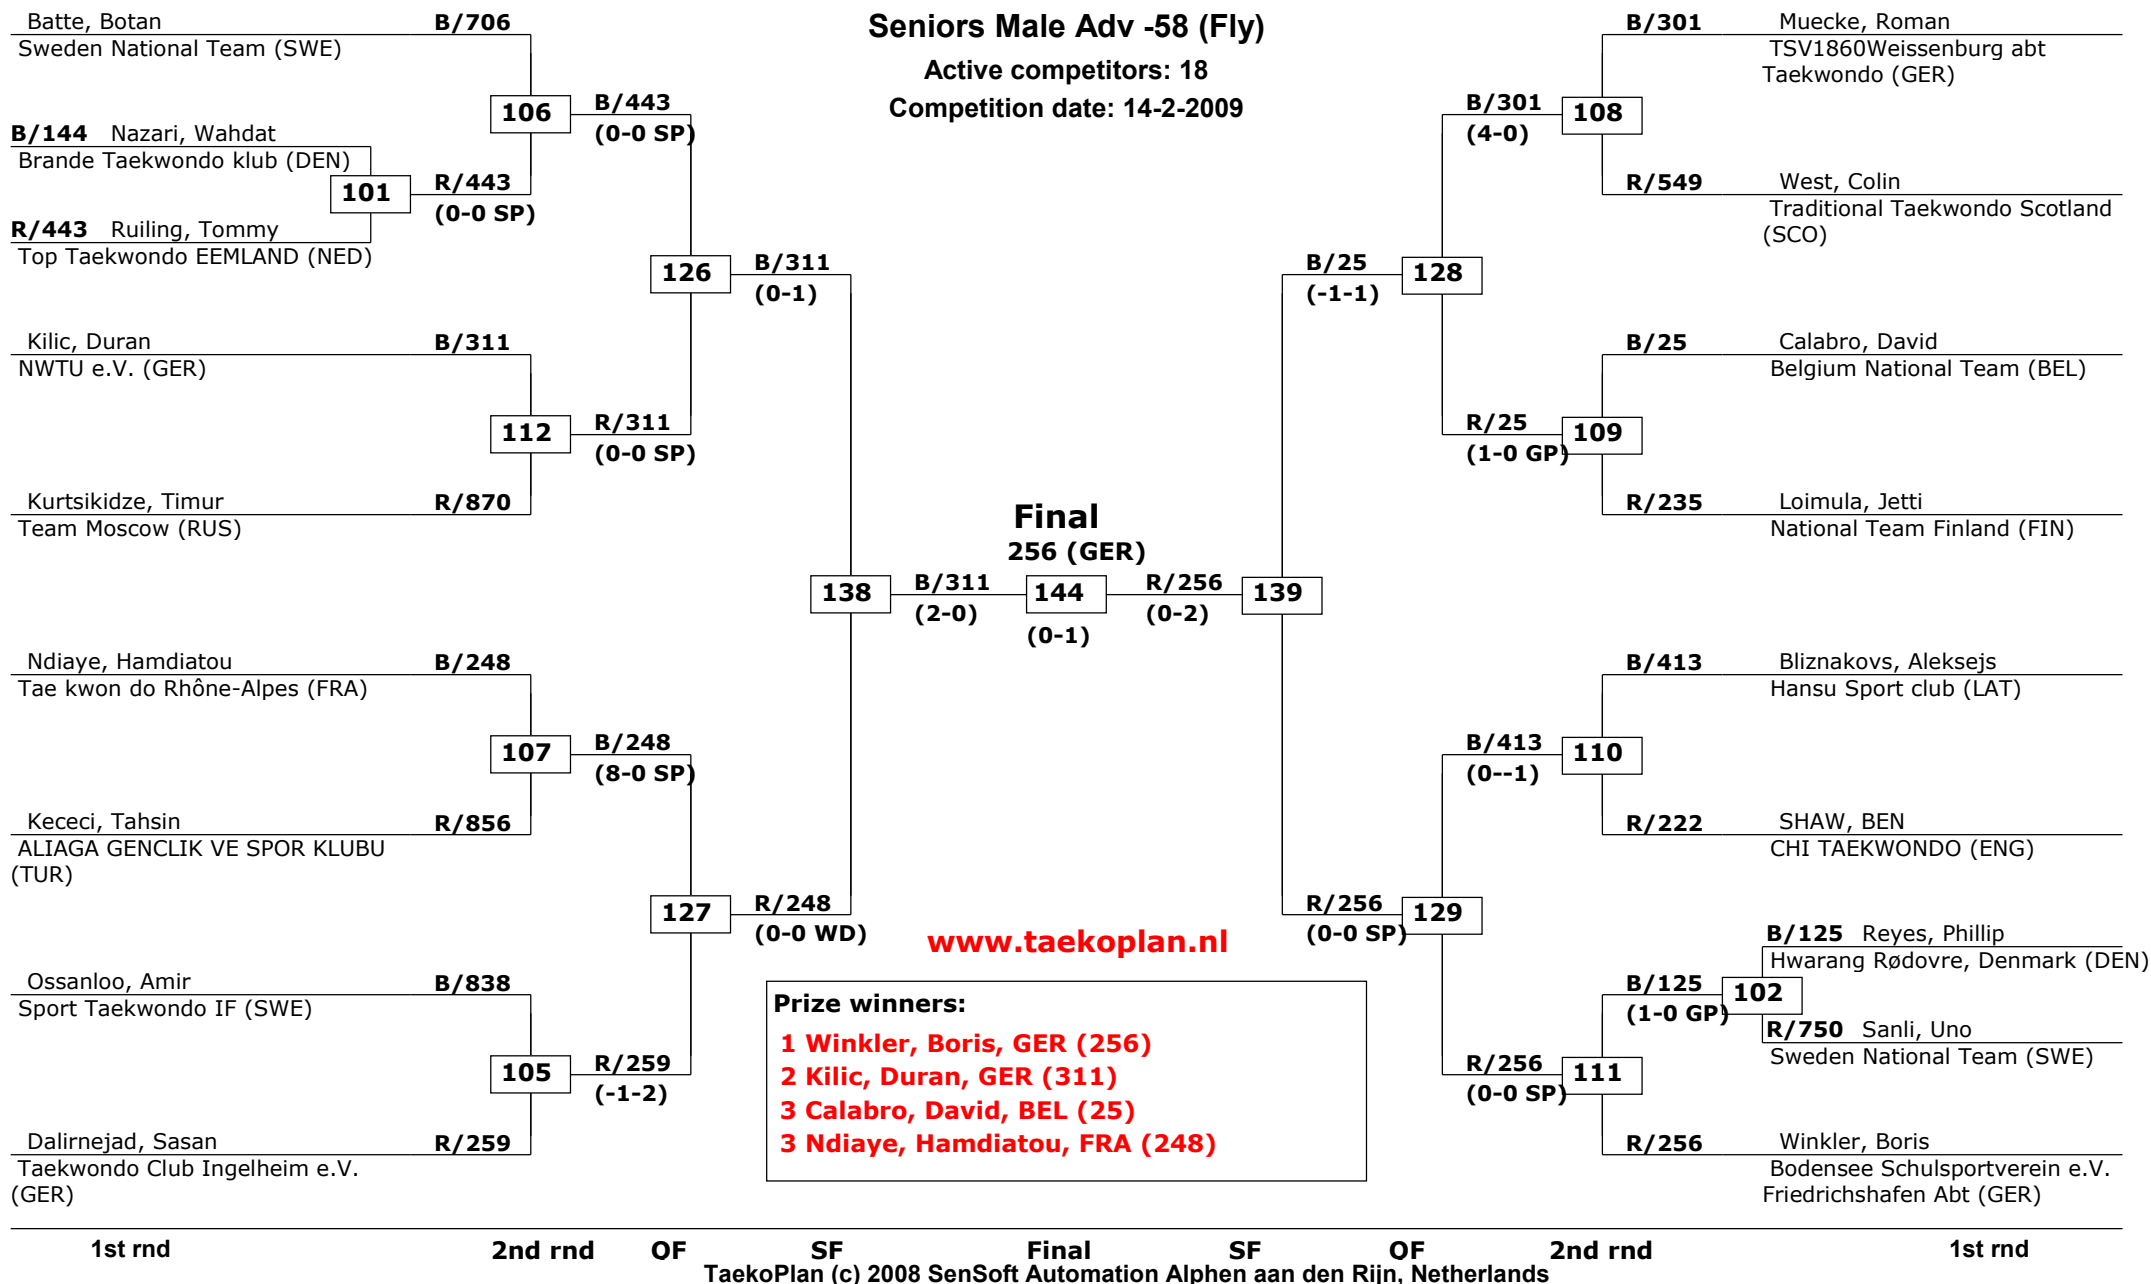 Seniors Male Adv -58 (Fly)
Active competitors: 18
Competition date: 14-2-2009
Batte, Botan
B/706
Sweden National Team (SWE)
106
B/443
(0-0 SP)
B/144 Nazari, Wahdat
Brande Taekwondo klub (DEN)
101
R/443
(0-0 SP)
R/443 Ruiling, Tommy
Top Taekwondo EEMLAND (NED)
126
B/311
(0-1)
Kilic, Duran
B/311
NWTU e.V. (GER)
112
R/311
(0-0 SP)
Kurtsikidze, Timur
R/870
Team Moscow (RUS)
138
B/311
(2-0)
Ndiaye, Hamdiatou
B/248
Tae kwon do Rhône-Alpes (FRA)
107
B/248
(8-0 SP)
Kececi, Tahsin
R/856
ALIAGA GENCLIK VE SPOR KLUBU
(TUR)
127
R/248
(0-0 WD)
Ossanloo, Amir
B/838
Sport Taekwondo IF (SWE)
105
R/259
(-1-2)
Dalirnejad, Sasan
R/259
Taekwondo Club Ingelheim e.V.
(GER)
Final
256 (GER)
144
(0-1)
B/301
Muecke, Roman
TSV1860Weissenburg abt
Taekwondo (GER)
B/301
(4-0)
108
R/549
West, Colin
Traditional Taekwondo Scotland
(SCO)
B/25
(-1-1)
128
B/25
Calabro, David
Belgium National Team (BEL)
R/25
(1-0 GP)
109
R/235
Loimula, Jetti
National Team Finland (FIN)
R/256
(0-2)
139
B/413
Bliznakovs, Aleksejs
Hansu Sport club (LAT)
B/413
(0--1)
110
R/222
SHAW, BEN
CHI TAEKWONDO (ENG)
R/256
(0-0 SP)
129
B/125 Reyes, Phillip
Hwarang Rødovre, Denmark (DEN)
B/125
(1-0 GP)
102
R/750 Sanli, Uno
Sweden National Team (SWE)
R/256
(0-0 SP)
111
R/256
Winkler, Boris
Bodensee Schulsportverein e.V.
Friedrichshafen Abt (GER)
www.taekoplan.nl
Prize winners:
1 Winkler, Boris, GER (256)
2 Kilic, Duran, GER (311)
3 Calabro, David, BEL (25)
3 Ndiaye, Hamdiatou, FRA (248)
1st rnd 2nd rnd QF SF Final SF QF 2nd rnd 1st rnd
TaekoPlan (c) 2008 SenSoft Automation Alphen aan den Rijn, Netherlands